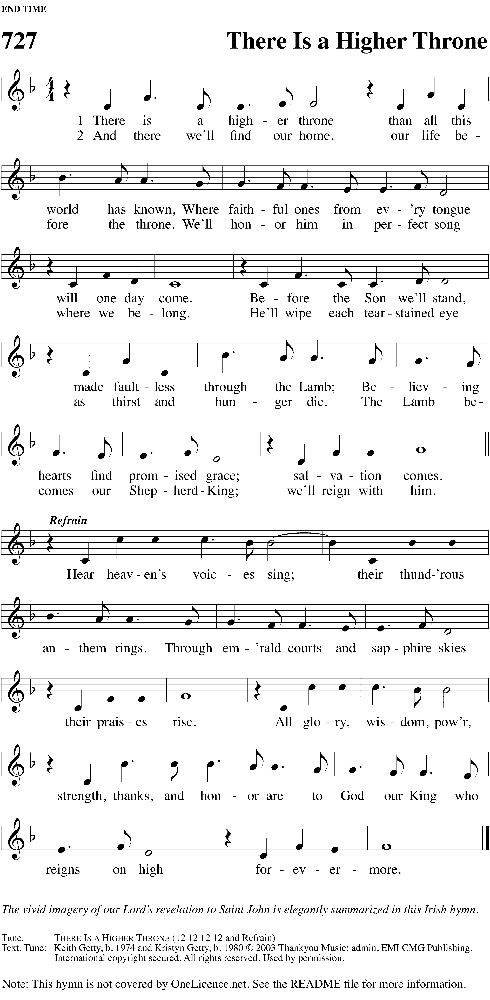 END TIME
727 There Is a Higher Throne
1 There is a high - er throne than all this
2 And there we'll find our home, our life be -
world has known, Where faith - ful ones from ev - 'ry tongue
fore the throne. We'll hon - or him in per - fect song
will one day come. Be - fore the Son we'll stand,
where we be - long. He'll wipe each tear - stained eye
made fault - less through the Lamb; Be - liev - ing
as thirst and hun - ger die. The Lamb be -
hearts find prom - ised grace; sal - va - tion comes.
comes our Shep - herd - King; we'll reign with him.
Refrain
Hear heav - en's voic - es sing; their thund - 'rous
an - them rings. Through em - 'rald courts and sap - phire skies
their prais - es rise. All glo - ry, wis - dom, pow'r,
strength, thanks, and hon - or are to God our King who
reigns on high for - ev - er - more.
The vivid imagery of our Lord's revelation to Saint John is elegantly summarized in this Irish hymn.
Tune: THERE IS A HIGHER THRONE (12 12 12 12 and Refrain)
Text, Tune: Keith Getty, b. 1974 and Kristyn Getty, b. 1980 © 2003 Thankyou Music; admin. EMI CMG Publishing.
International copyright secured. All rights reserved. Used by permission.
Note: This hymn is not covered by OneLicence.net. See the README file for more information.